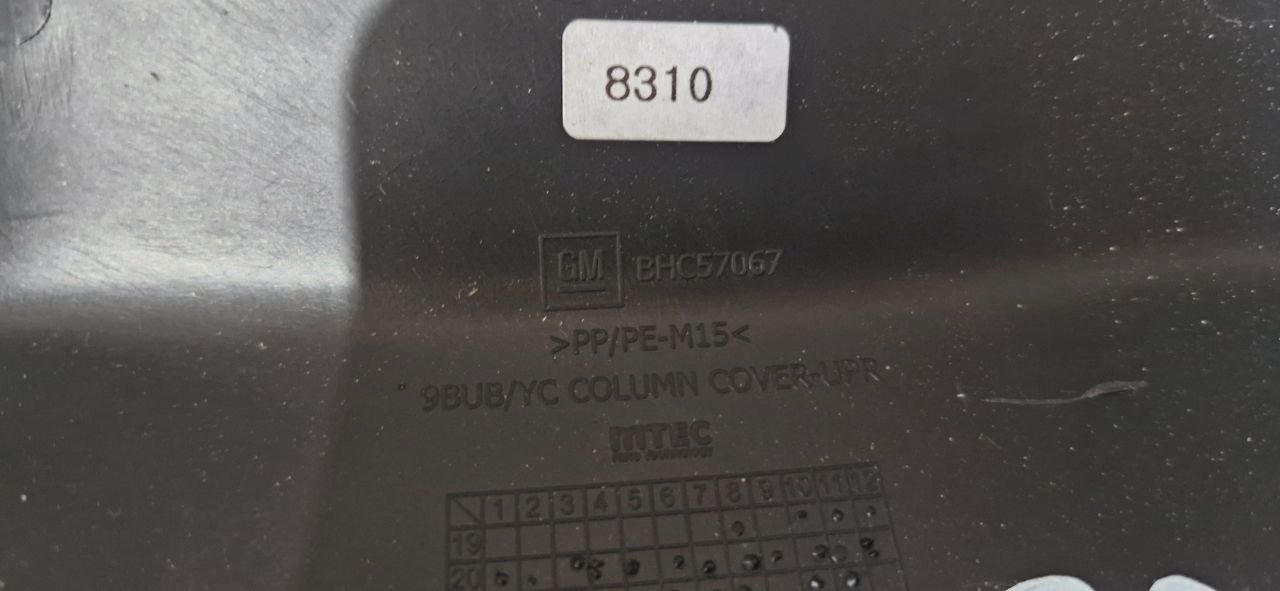 8310
GM BHC57067
>PP/PE-M15<
9BUB/YC COLUMN COVER-UPR
MTEC
1 2 3 4 5 6 7 8 9 10 11 12
19
20